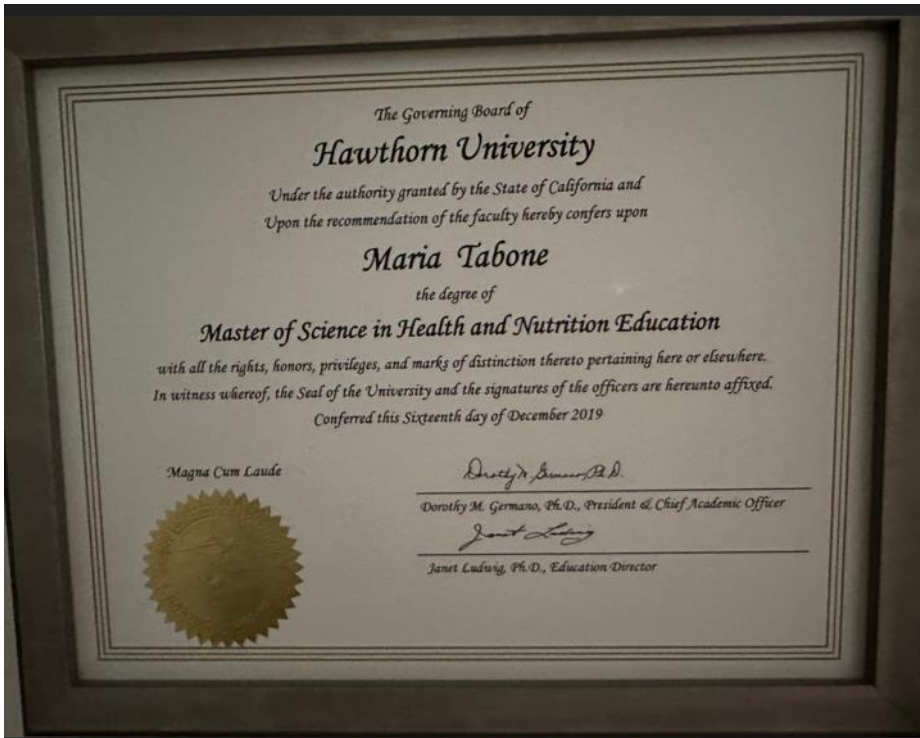 The Governing Board of
Hawthorn University
Under the authority granted by the State of California and
Upon the recommendation of the faculty hereby confers upon
Maria Tabone
the degree of
Master of Science in Health and Nutrition Education
with all the rights, honors, privileges, and marks of distinction thereto pertaining here or elsewhere.
In witness whereof, the Seal of the University and the signatures of the officers are hereunto affixed.
Conferred this Sixteenth day of December 2019
Magna Cum Laude
Dorothy M. Germano, Ph.D., President & Chief Academic Officer
Janet Ludwig
Janet Ludwig, Ph.D., Education Director